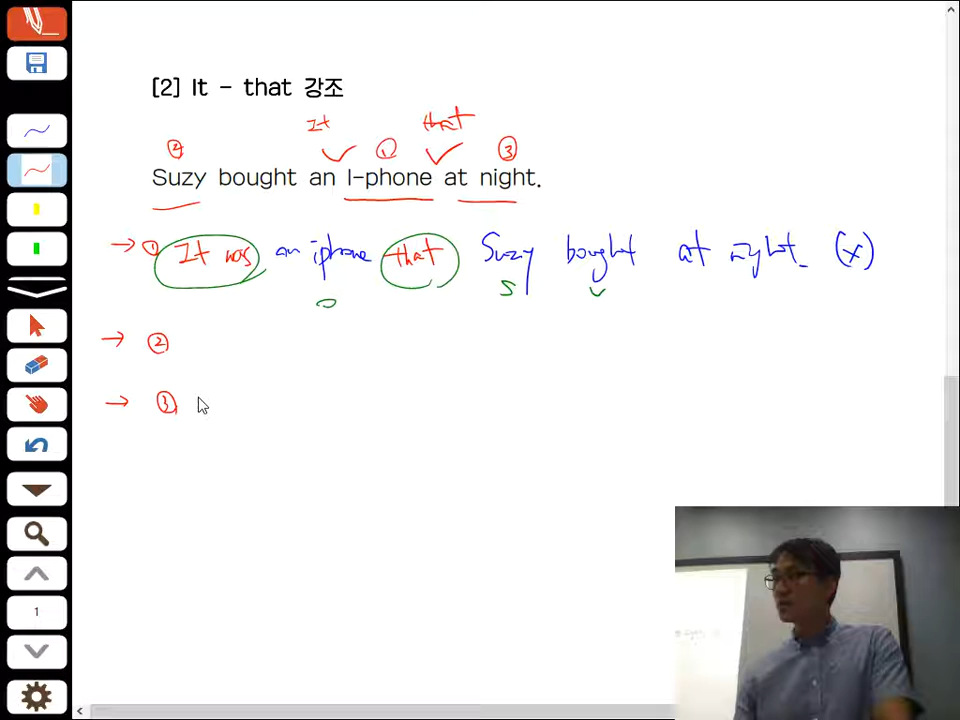 [2] It - that 강조
It that
② ① ③
Suzy bought an I-phone at night.
→ ① It was an iphone that Suzy bought at night. (x)
O S V
→ ②
→ ③
1